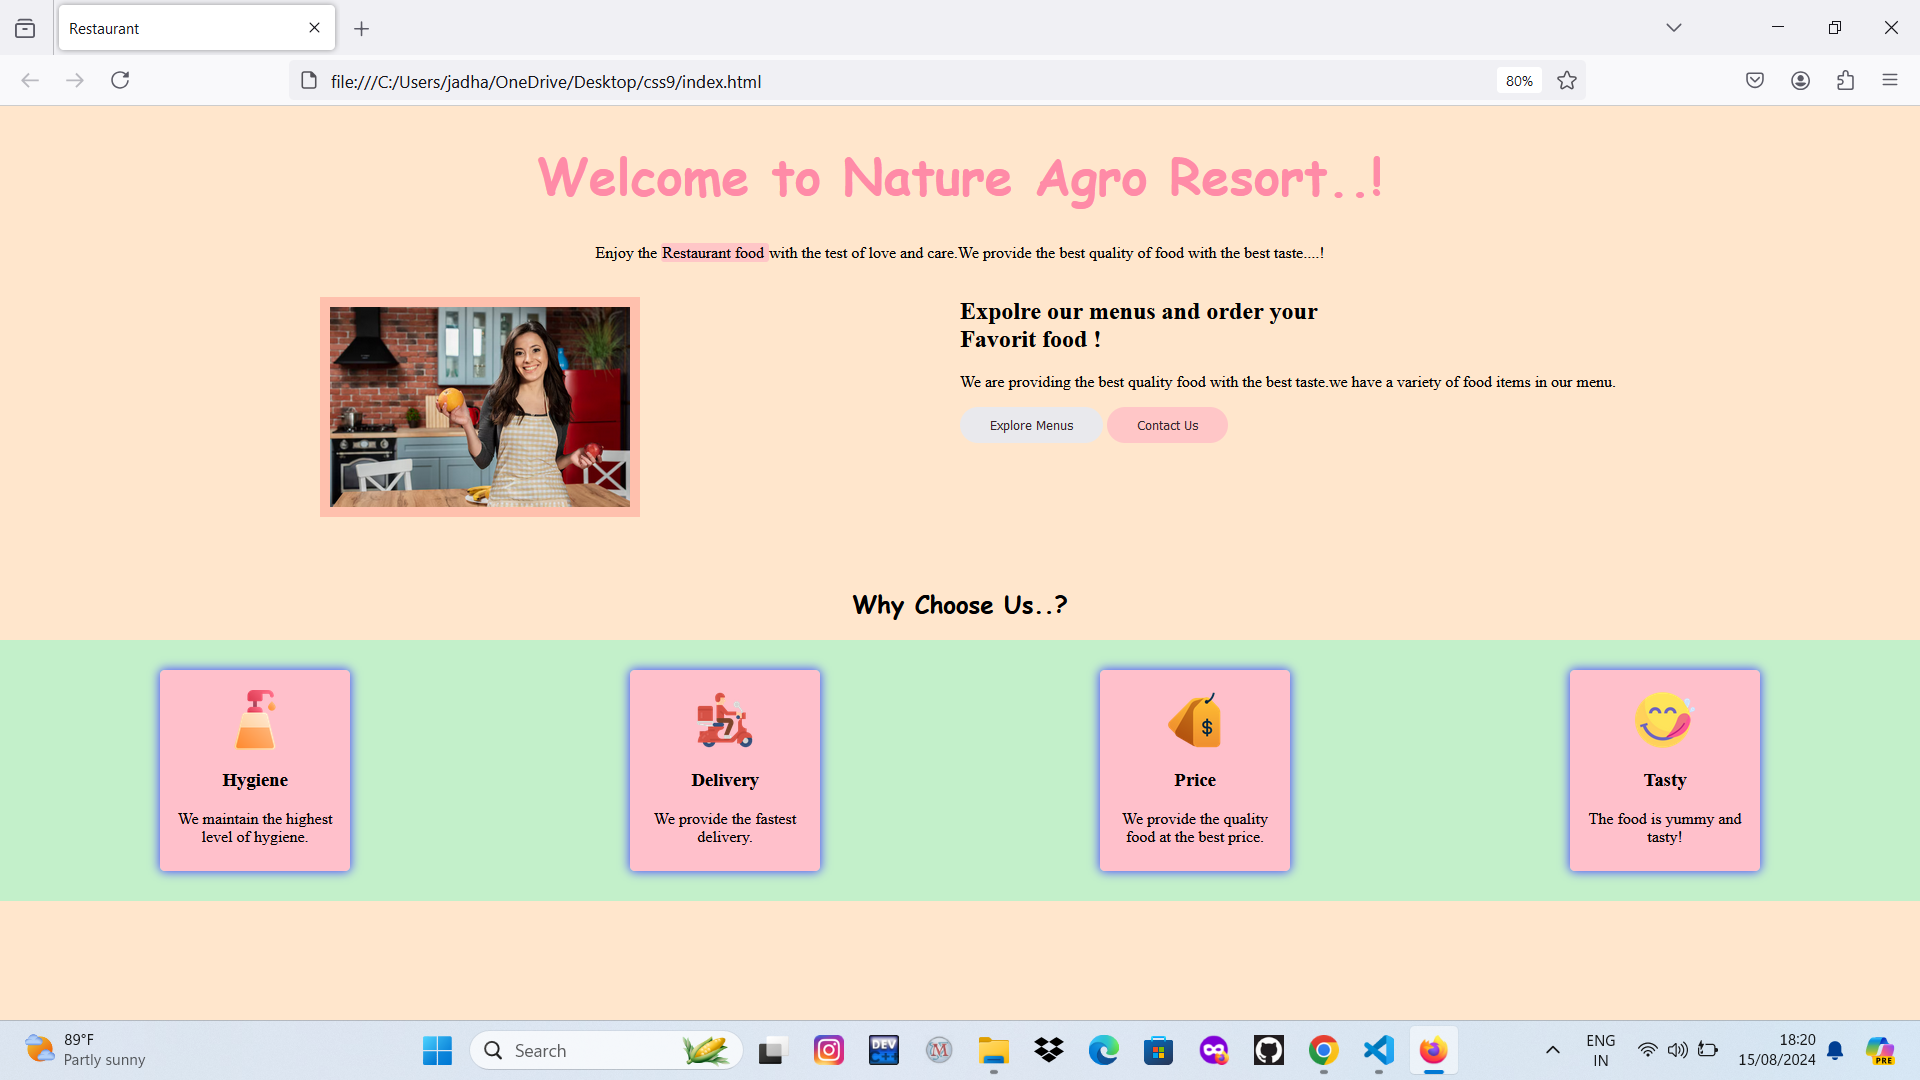 Restaurant
file:///C:/Users/jadha/OneDrive/Desktop/css9/index.html
80%
Welcome to Nature Agro Resort..!
Enjoy the Restaurant food with the test of love and care.We provide the best quality of food with the best taste....!
Expolre our menus and order your
Favorit food !
We are providing the best quality food with the best taste.we have a variety of food items in our menu.
Explore Menus
Contact Us
Why Choose Us..?
Hygiene
We maintain the highest
level of hygiene.
Delivery
We provide the fastest
delivery.
$
Price
We provide the quality
food at the best price.
Tasty
The food is yummy and
tasty!
89°F
Partly sunny
Search
DEV
C++
M
ENG
IN
18:20
15/08/2024
PRE